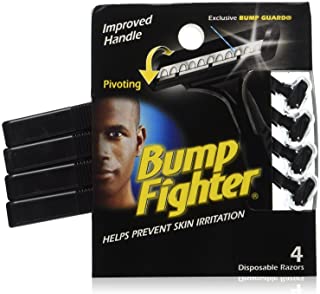 Improved
Handle
Exclusive BUMP GUARD®
Pivoting
Bump
Fighter®
HELPS PREVENT SKIN IRRITATION
4
Disposable Razors